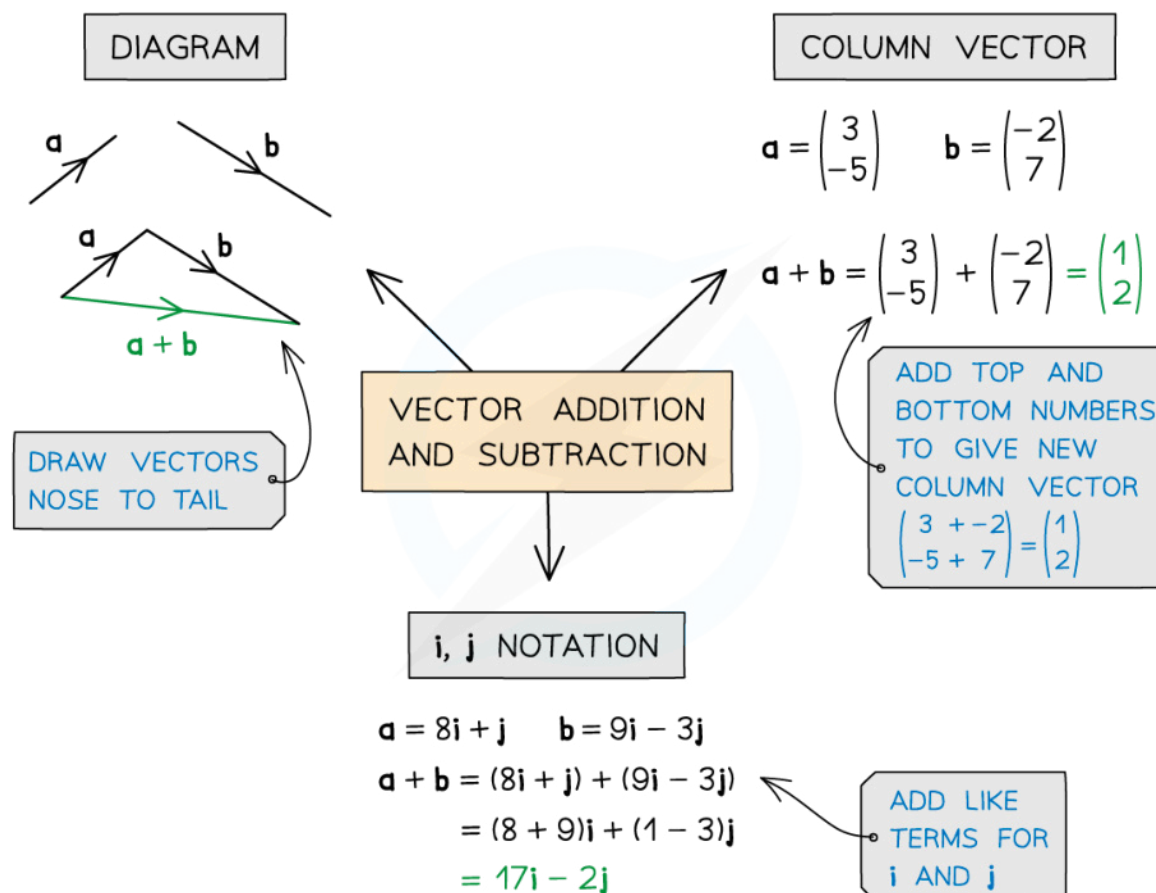 DIAGRAM
a
b
a
b
a + b
DRAW VECTORS
NOSE TO TAIL
COLUMN VECTOR
a = (3 -5) b = (-2 7)
a + b = (3 -5) + (-2 7) = (1 2)
ADD TOP AND
BOTTOM NUMBERS
TO GIVE NEW
COLUMN VECTOR
(3 + -2 -5 + 7) = (1 2)
VECTOR ADDITION
AND SUBTRACTION
i, j NOTATION
a = 8i + j b = 9i – 3j
a + b = (8i + j) + (9i – 3j)
= (8 + 9)i + (1 – 3)j
= 17i – 2j
ADD LIKE
TERMS FOR
i AND j